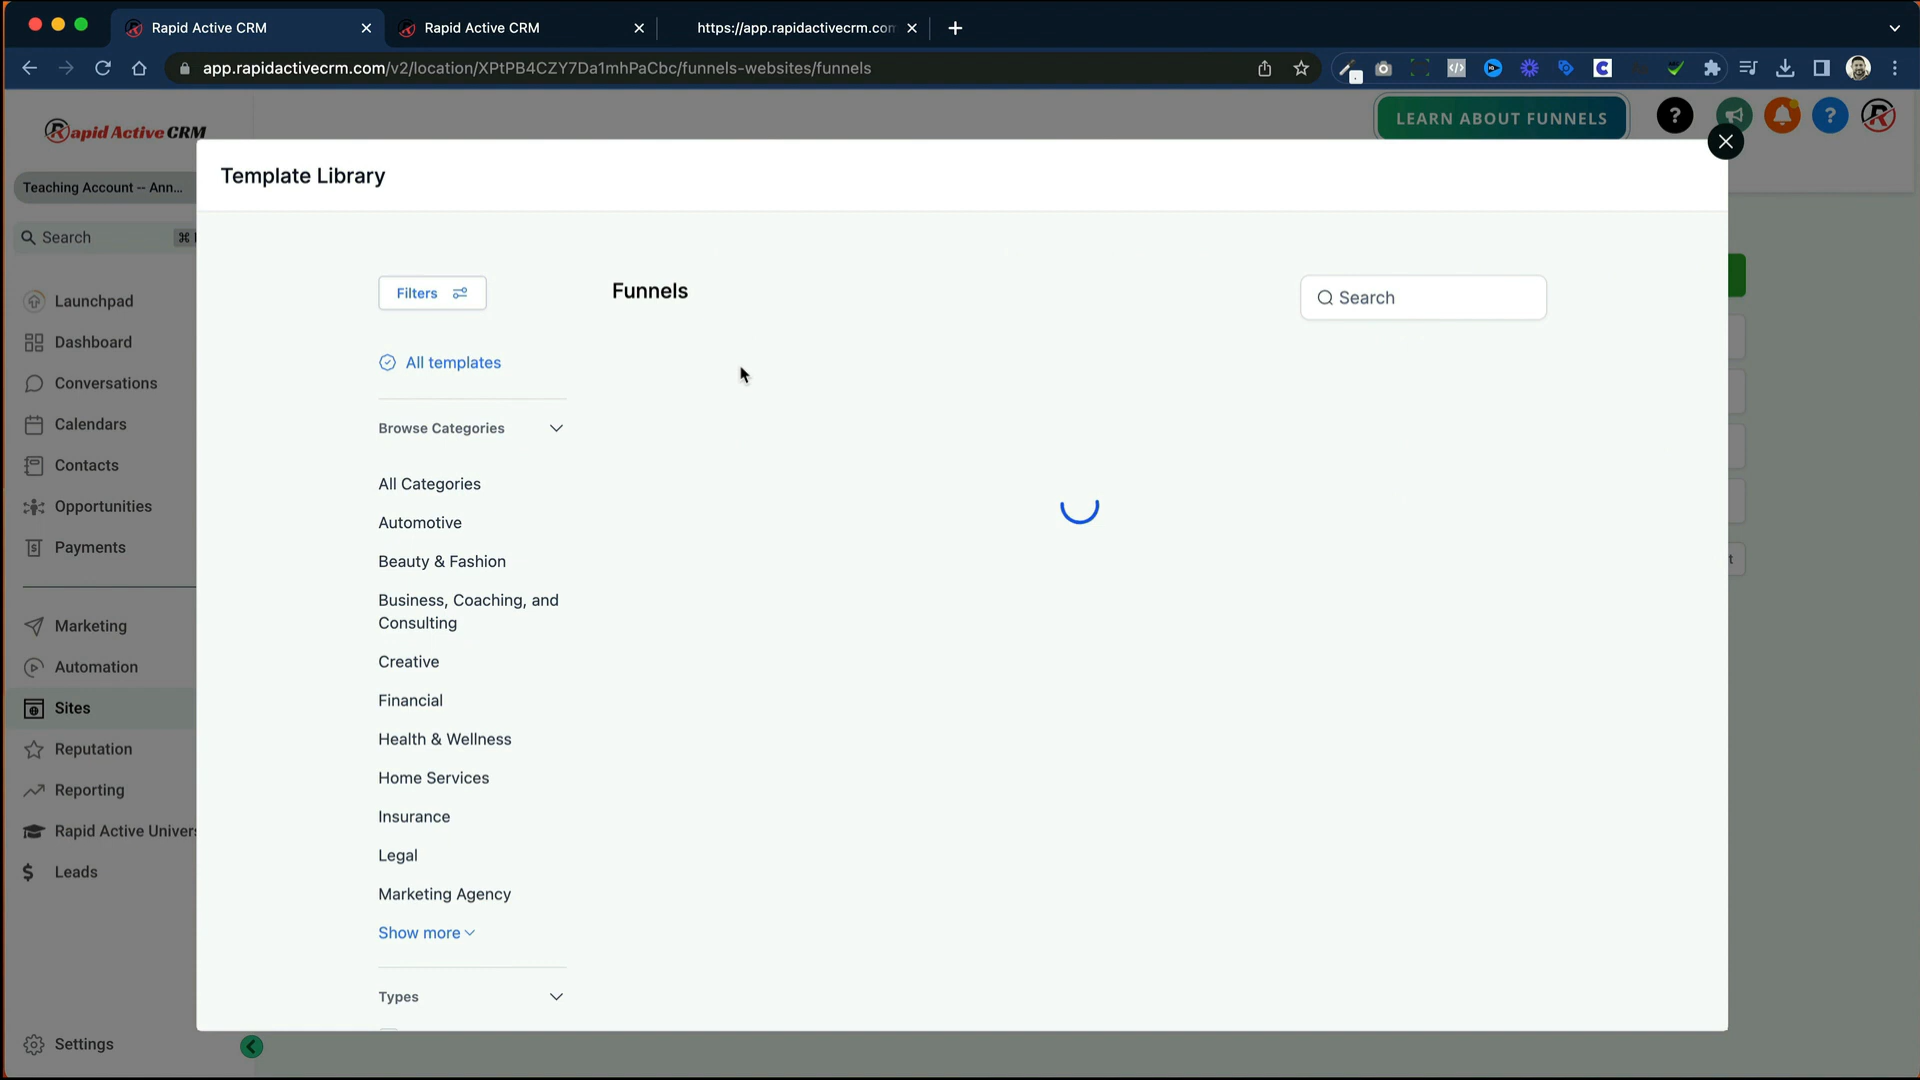 Rapid Active CRM
Rapid Active CRM
https://app.rapidactivecrm.con
app.rapidactivecrm.com/v2/location/XPtPB4CZY7Da1mhPaCbc/funnels-websites/funnels
Rapid Active CRM
LEARN ABOUT FUNNELS
?
?
Template Library
Teaching Account -- Ann...
Search
⌘
Filters
Funnels
Search
All templates
Browse Categories
All Categories
Automotive
Beauty & Fashion
Business, Coaching, and
Consulting
Creative
Financial
Health & Wellness
Home Services
Insurance
Legal
Marketing Agency
Show more
Types
Launchpad
Dashboard
Conversations
Calendars
Contacts
Opportunities
Payments
Marketing
Automation
Sites
Reputation
Reporting
Rapid Active Univers
Leads
Settings
t